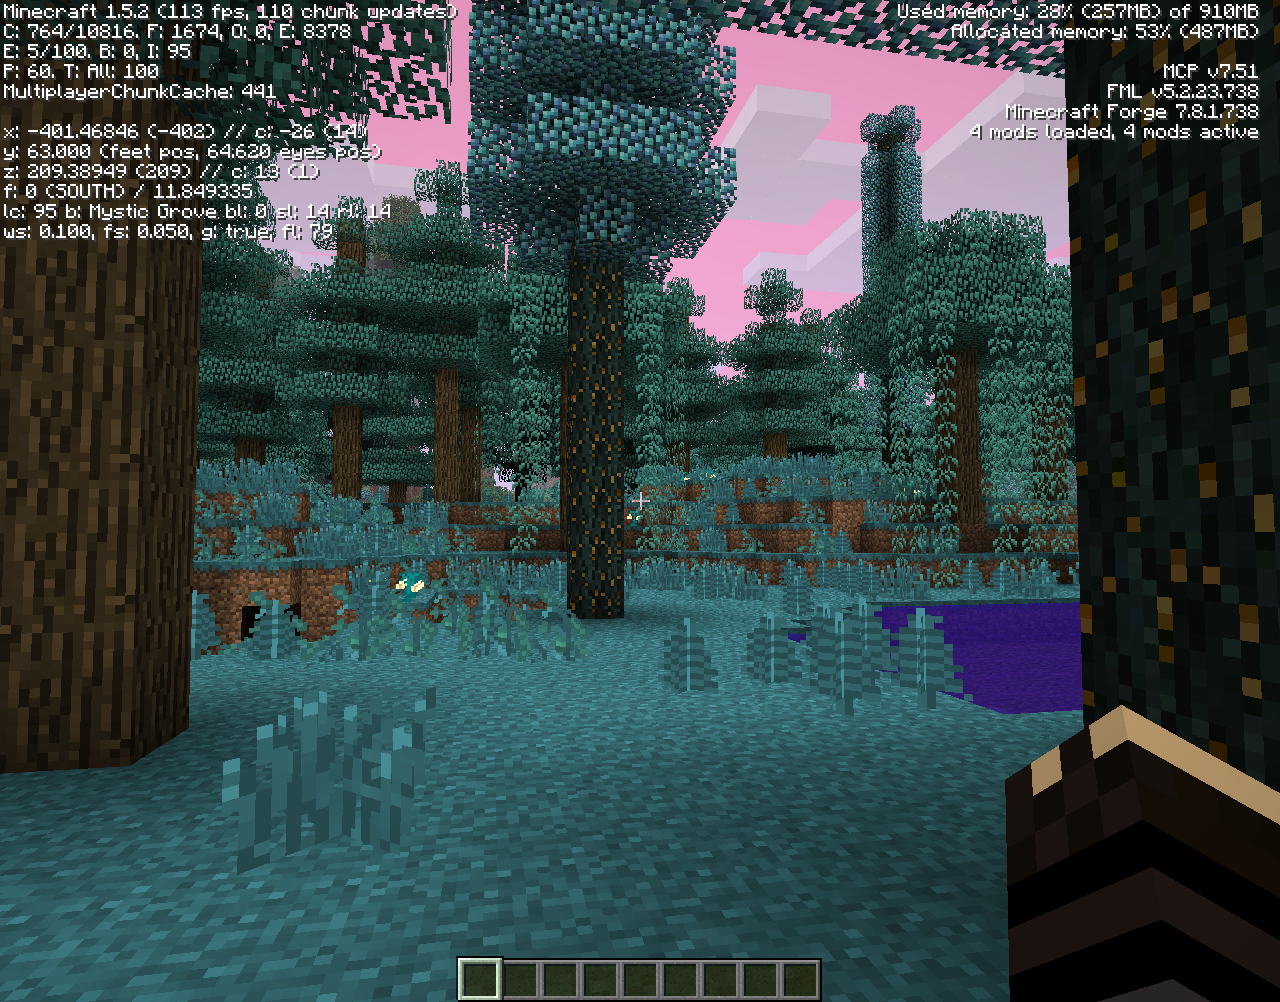 Minecraft 1.5.2 (113 fps, 110 chunk updates)
C: 764/10816. F: 1674, O: 0, E: 8378
E: 5/100. B: 0, I: 95
P: 60. T: All: 100
MultiplayerChunkCache: 441
x: -401.46846 (-402) // c: -26 (14)
y: 63.000 (feet pos, 64.620 eyes pos)
z: 209.38949 (209) // c: 13 (1)
f: 0 (SOUTH) / 11.849335
lc: 95 b: Mystic Grove bl: 0 sl: 14 rl: 14
ws: 0.100, fs: 0.050, g: true, fl: 79
Used memory: 28% (257MB) of 910MB
Allocated memory: 53% (487MB)
MCP v7.51
FML v5.2.23.738
Minecraft Forge 7.8.1.738
4 mods loaded, 4 mods active